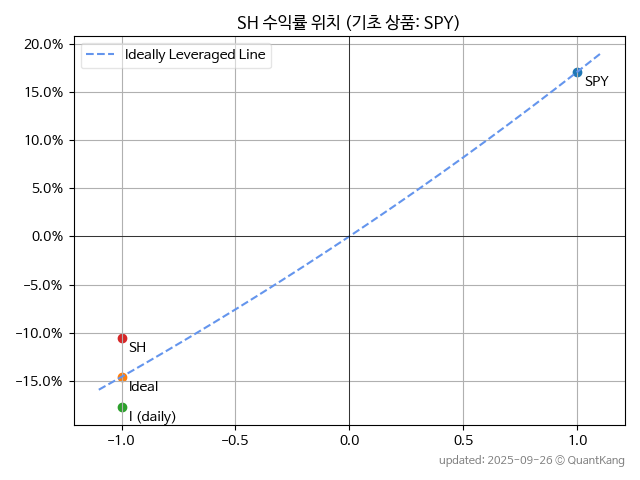 SH 수익률 위치 (기초 상품: SPY)
20.0%
15.0%
10.0%
5.0%
0.0%
−5.0%
−10.0%
−15.0%
Ideally Leveraged Line
SPY
SH
Ideal
I (daily)
−1.0
−0.5
0.0
0.5
1.0
updated: 2025-09-26 © QuantKang